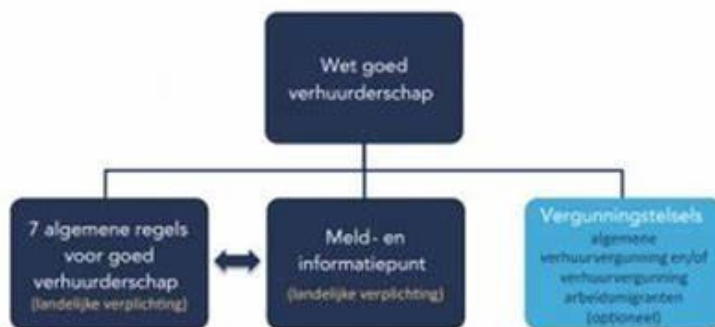 Wet goed
verhuurderschap
7 algemene regels
voor goed
verhuurderschap
(landelijke verplichting)
Meld- en
informatiepunt
(landelijke verplichting)
Vergunningstelsels
algemene
verhuurvergunning en/of
verhuurvergunning
arbeidsmigranten
(optioneel)